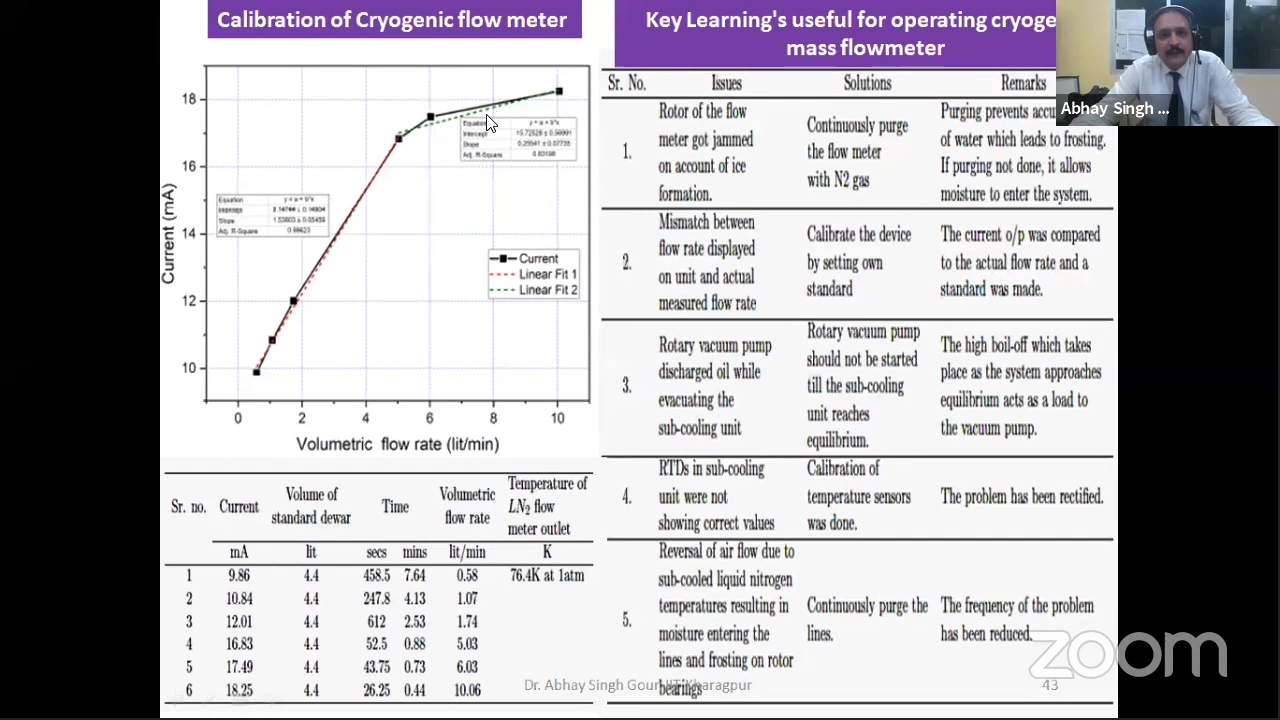 Calibration of Cryogenic flow meter
18
16
14
12
10
Current (mA)
0 2 4 6 8 10
Volumetric flow rate (lit/min)
Equation y = a + b*x
Intercept
Slope
Adj. R-Square 0.99623
Equation y = a + b*x
Intercept
Slope
Adj. R-Square 0.83198
Current
Linear Fit 1
Linear Fit 2
Sr. no. Current Volume of standard dewar Time Volumetric flow rate Temperature of LN2 flow meter outlet
mA lit secs mins lit/min K
1 9.86 4.4 458.5 7.64 0.58 76.4K at 1atm
2 10.84 4.4 247.8 4.13 1.07
3 12.01 4.4 612 2.53 1.74
4 16.83 4.4 52.5 0.88 5.03
5 17.49 4.4 43.75 0.73 6.03
6 18.25 4.4 26.25 0.44 10.06
Key Learning's useful for operating cryoge
mass flowmeter
Sr. No. Issues Solutions Remarks
1.
Rotor of the flow
meter got jammed
on account of ice
formation.
Continuously purge
the flow meter
with N2 gas
Purging prevents
of water which leads to frosting.
If purging not done, it allows
moisture to enter the system.
2.
Mismatch between
flow rate displayed
on unit and actual
measured flow rate
Calibrate the device
by setting own
standard
The current o/p was compared
to the actual flow rate and a
standard was made.
3.
Rotary vacuum pump
discharged oil while
evacuating the
sub-cooling unit
Rotary vacuum pump
should not be started
till the sub-cooling
unit reaches
equilibrium.
The high boil-off which takes
place as the system approaches
equilibrium acts as a load to
the vacuum pump.
4.
RTDs in sub-cooling
unit were not
showing correct values
Calibration of
temperature sensors
was done.
The problem has been rectified.
5.
Reversal of air flow due to
sub-cooled liquid nitrogen
temperatures resulting in
moisture entering the
lines and frosting on rotor
bearings
Continuously purge the
lines.
The frequency of the problem
has been reduced.
Dr. Abhay Singh Gour, IIT Kharagpur
43
Abhay Singh ...
zoom